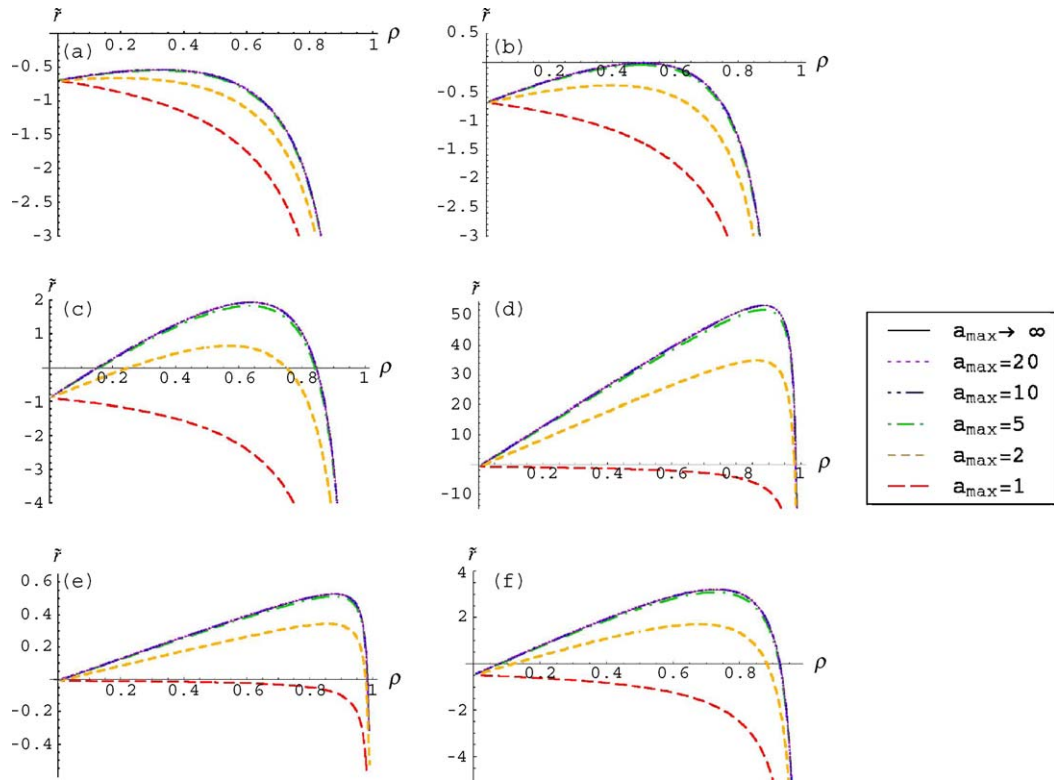 r̃
(a) 0.2 0.4 0.6 0.8 1 ρ
-0.5
-1
-1.5
-2
-2.5
-3
r̃
0.5
(b)
0.2 0.4 0.6 0.8 1 ρ
-0.5
-1
-1.5
-2
-2.5
-3
r̃
2
(c)
1
0.2 0.4 0.6 0.8 1 ρ
-1
-2
-3
-4
r̃
50
(d)
40
30
20
10
0.2 0.4 0.6 0.8 1 ρ
-10
a_max → ∞
a_max=20
a_max=10
a_max=5
a_max=2
a_max=1
r̃
0.6
(e)
0.4
0.2
0.2 0.4 0.6 0.8 1 ρ
-0.2
-0.4
r̃
4
(f)
2
0.2 0.4 0.6 0.8 1 ρ
-2
-4